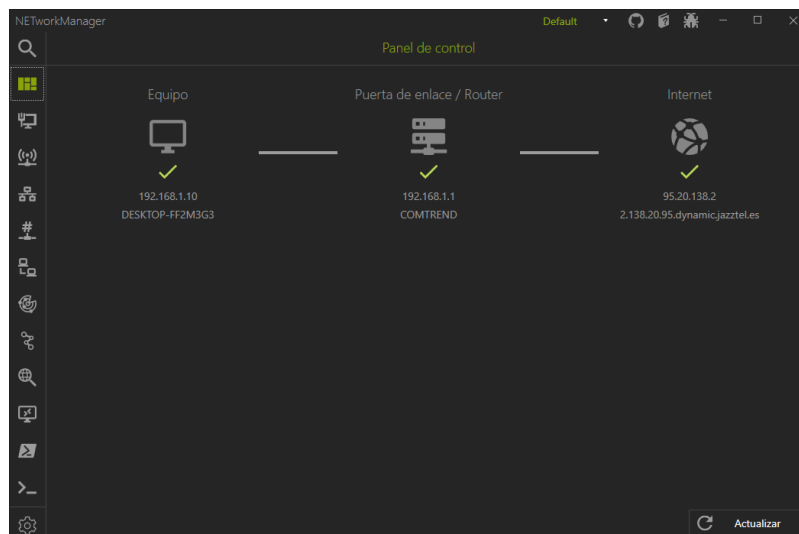 NETworkManager
Default
Panel de control
Equipo
Puerta de enlace / Router
Internet
192.168.1.10
192.168.1.1
95.20.138.2
DESKTOP-FF2M3G3
COMTREND
2.138.20.95.dynamic.jazztel.es
Actualizar